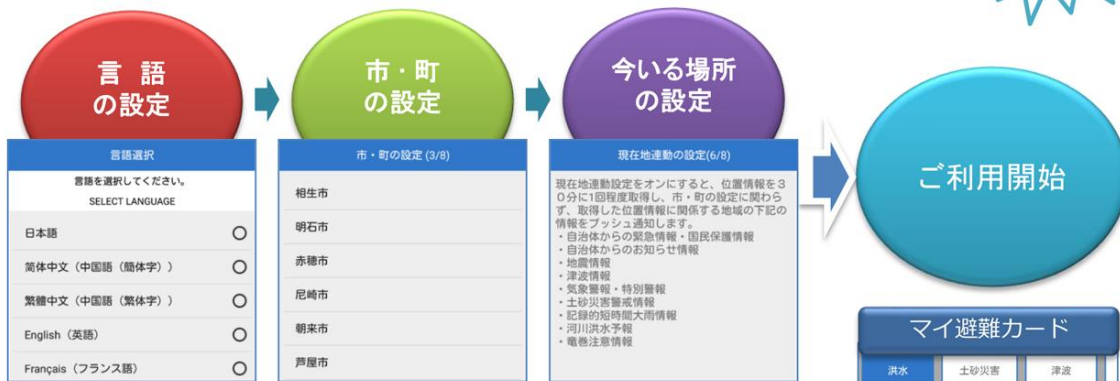 言 語
の設定
市・町
の設定
今いる場所
の設定
ご利用開始
言語選択
言語を選択してください。
SELECT LANGUAGE
日本語
简体中文（中国語（簡体字））
繁體中文（中国語（繁体字））
English（英語）
Français（フランス語）
市・町の設定 (3/8)
相生市
明石市
赤穂市
尼崎市
朝来市
芦屋市
現在地連動の設定(6/8)
現在地連動設定をオンにすると、位置情報を３
０分に1回程度取得し、市・町の設定に関わら
ず、取得した位置情報に関係する地域の下記の
情報をプッシュ通知します。
・自治体からの緊急情報・国民保護情報
・自治体からのお知らせ情報
・地震情報
・津波情報
・気象警報・特別警報
・土砂災害警戒情報
・記録的短時間大雨情報
・河川洪水予報
・竜巻注意情報
マイ避難カード
洪水
土砂災害
津波